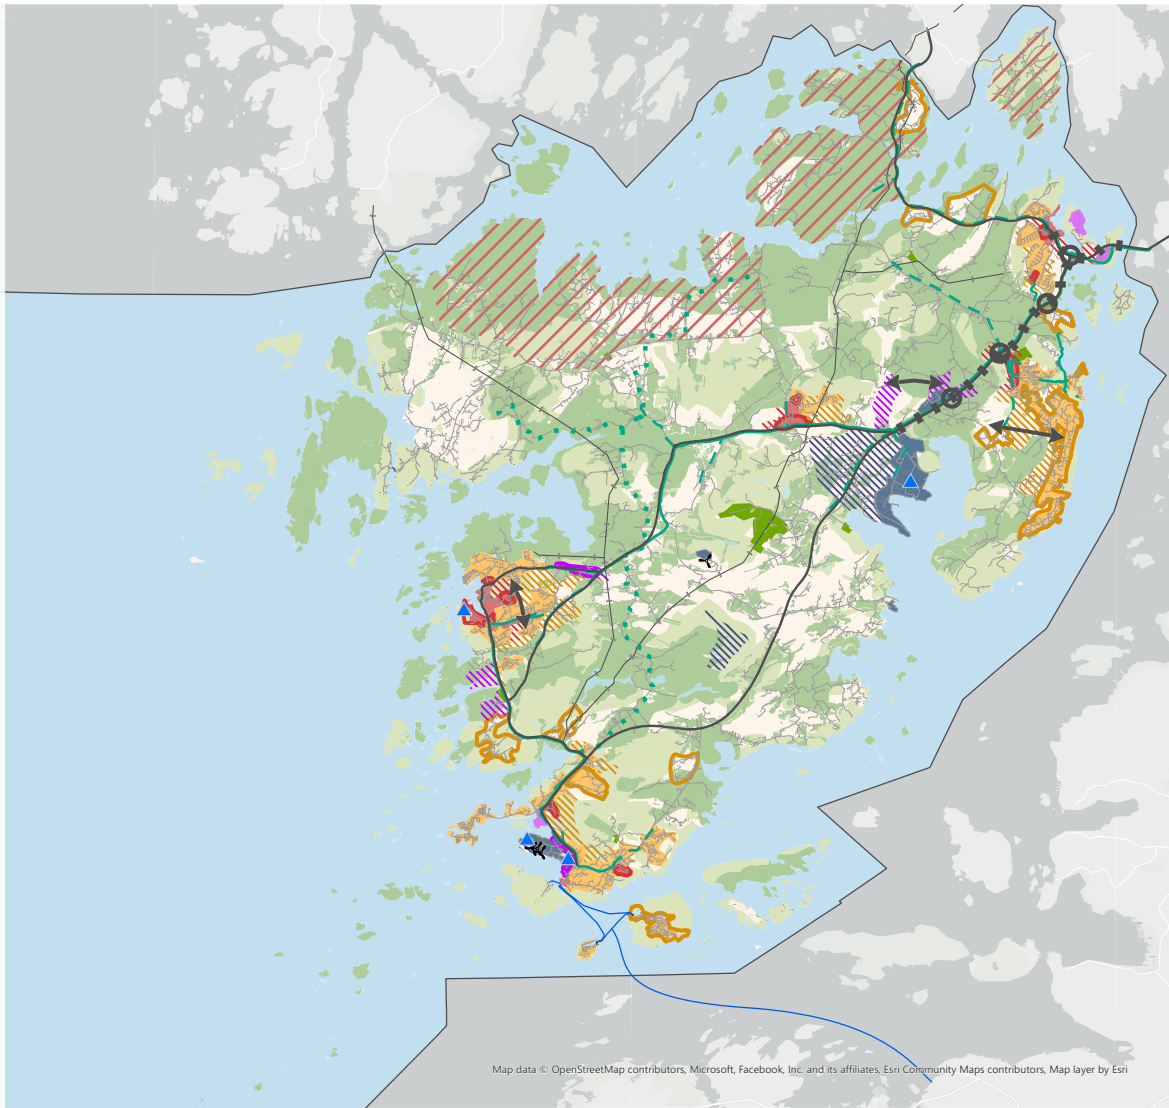 Map data © OpenStreetMap contributors, Microsoft, Facebook, Inc. and its affiliates, Esri Community Maps contributors, Map layer by Esri